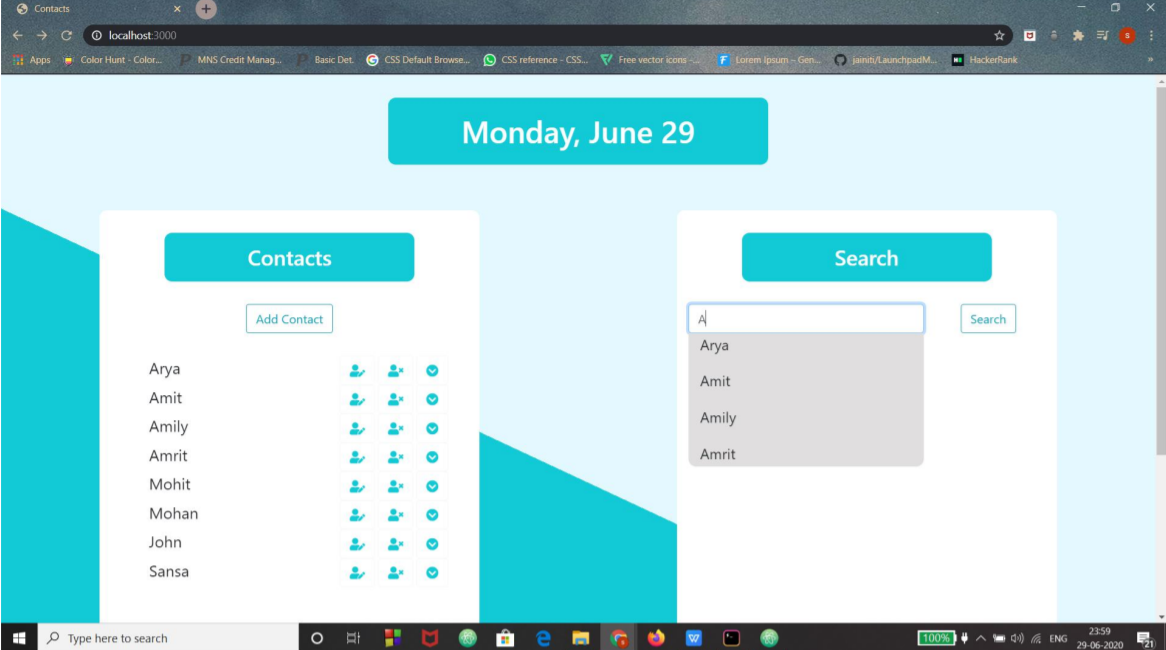 Contacts
localhost:3000
Apps Color Hunt - Color... MNS Credit Manag... Basic Det. CSS Default Browse... CSS reference - CSS... Free vector icons -... Lorem Ipsum – Gen... jainiti/LaunchpadM... HackerRank
Monday, June 29
Contacts
Add Contact
Arya
Amit
Amily
Amrit
Mohit
Mohan
John
Sansa
Search
A
Search
Arya
Amit
Amily
Amrit
Type here to search
100%
ENG
23:59
29-06-2020
21